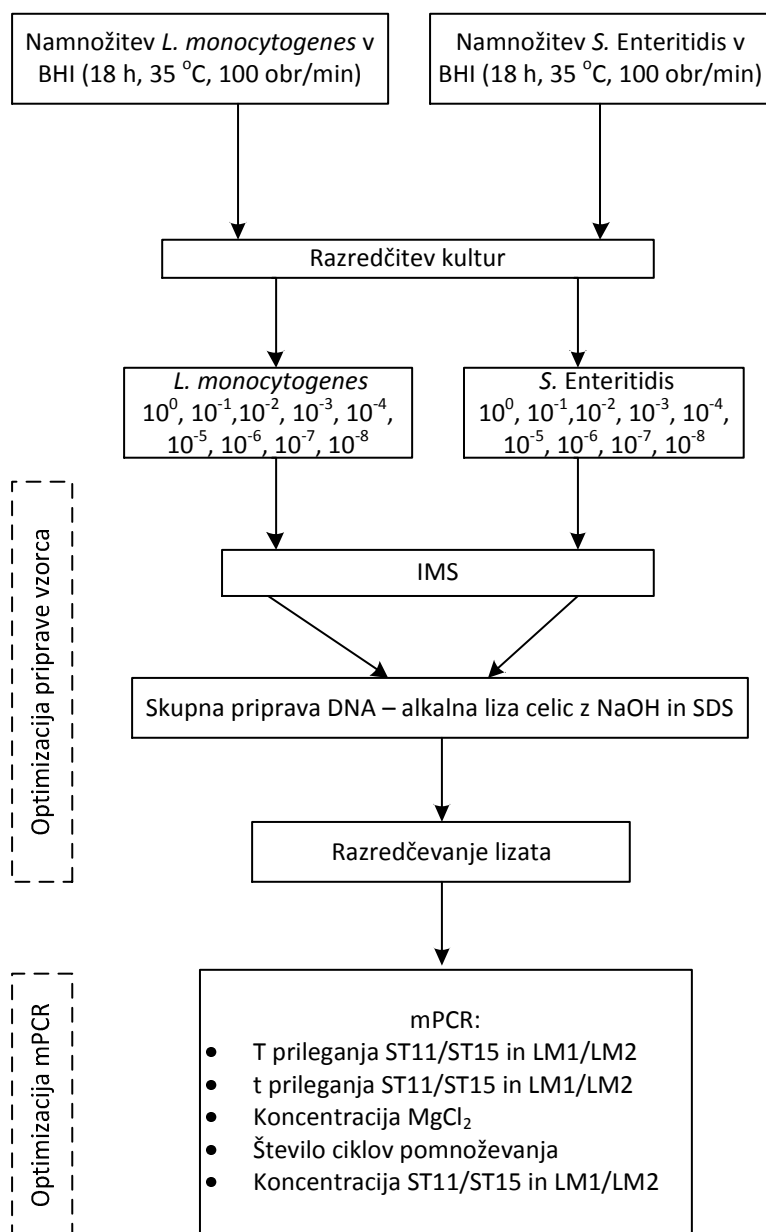 Namnožitev L. monocytogenes v
BHI (18 h, 35 °C, 100 obr/min)
Namnožitev S. Enteritidis v
BHI (18 h, 35 °C, 100 obr/min)
Razredčitev kultur
L. monocytogenes
10⁰, 10⁻¹,10⁻², 10⁻³, 10⁻⁴,
10⁻⁵, 10⁻⁶, 10⁻⁷, 10⁻⁸
S. Enteritidis
10⁰, 10⁻¹,10⁻², 10⁻³, 10⁻⁴,
10⁻⁵, 10⁻⁶, 10⁻⁷, 10⁻⁸
Optimizacija priprave vzorca
IMS
Skupna priprava DNA – alkalna liza celic z NaOH in SDS
Razredčevanje lizata
Optimizacija mPCR
mPCR:
• T prileganja ST11/ST15 in LM1/LM2
• t prileganja ST11/ST15 in LM1/LM2
• Koncentracija MgCl₂
• Število ciklov pomnoževanja
• Koncentracija ST11/ST15 in LM1/LM2